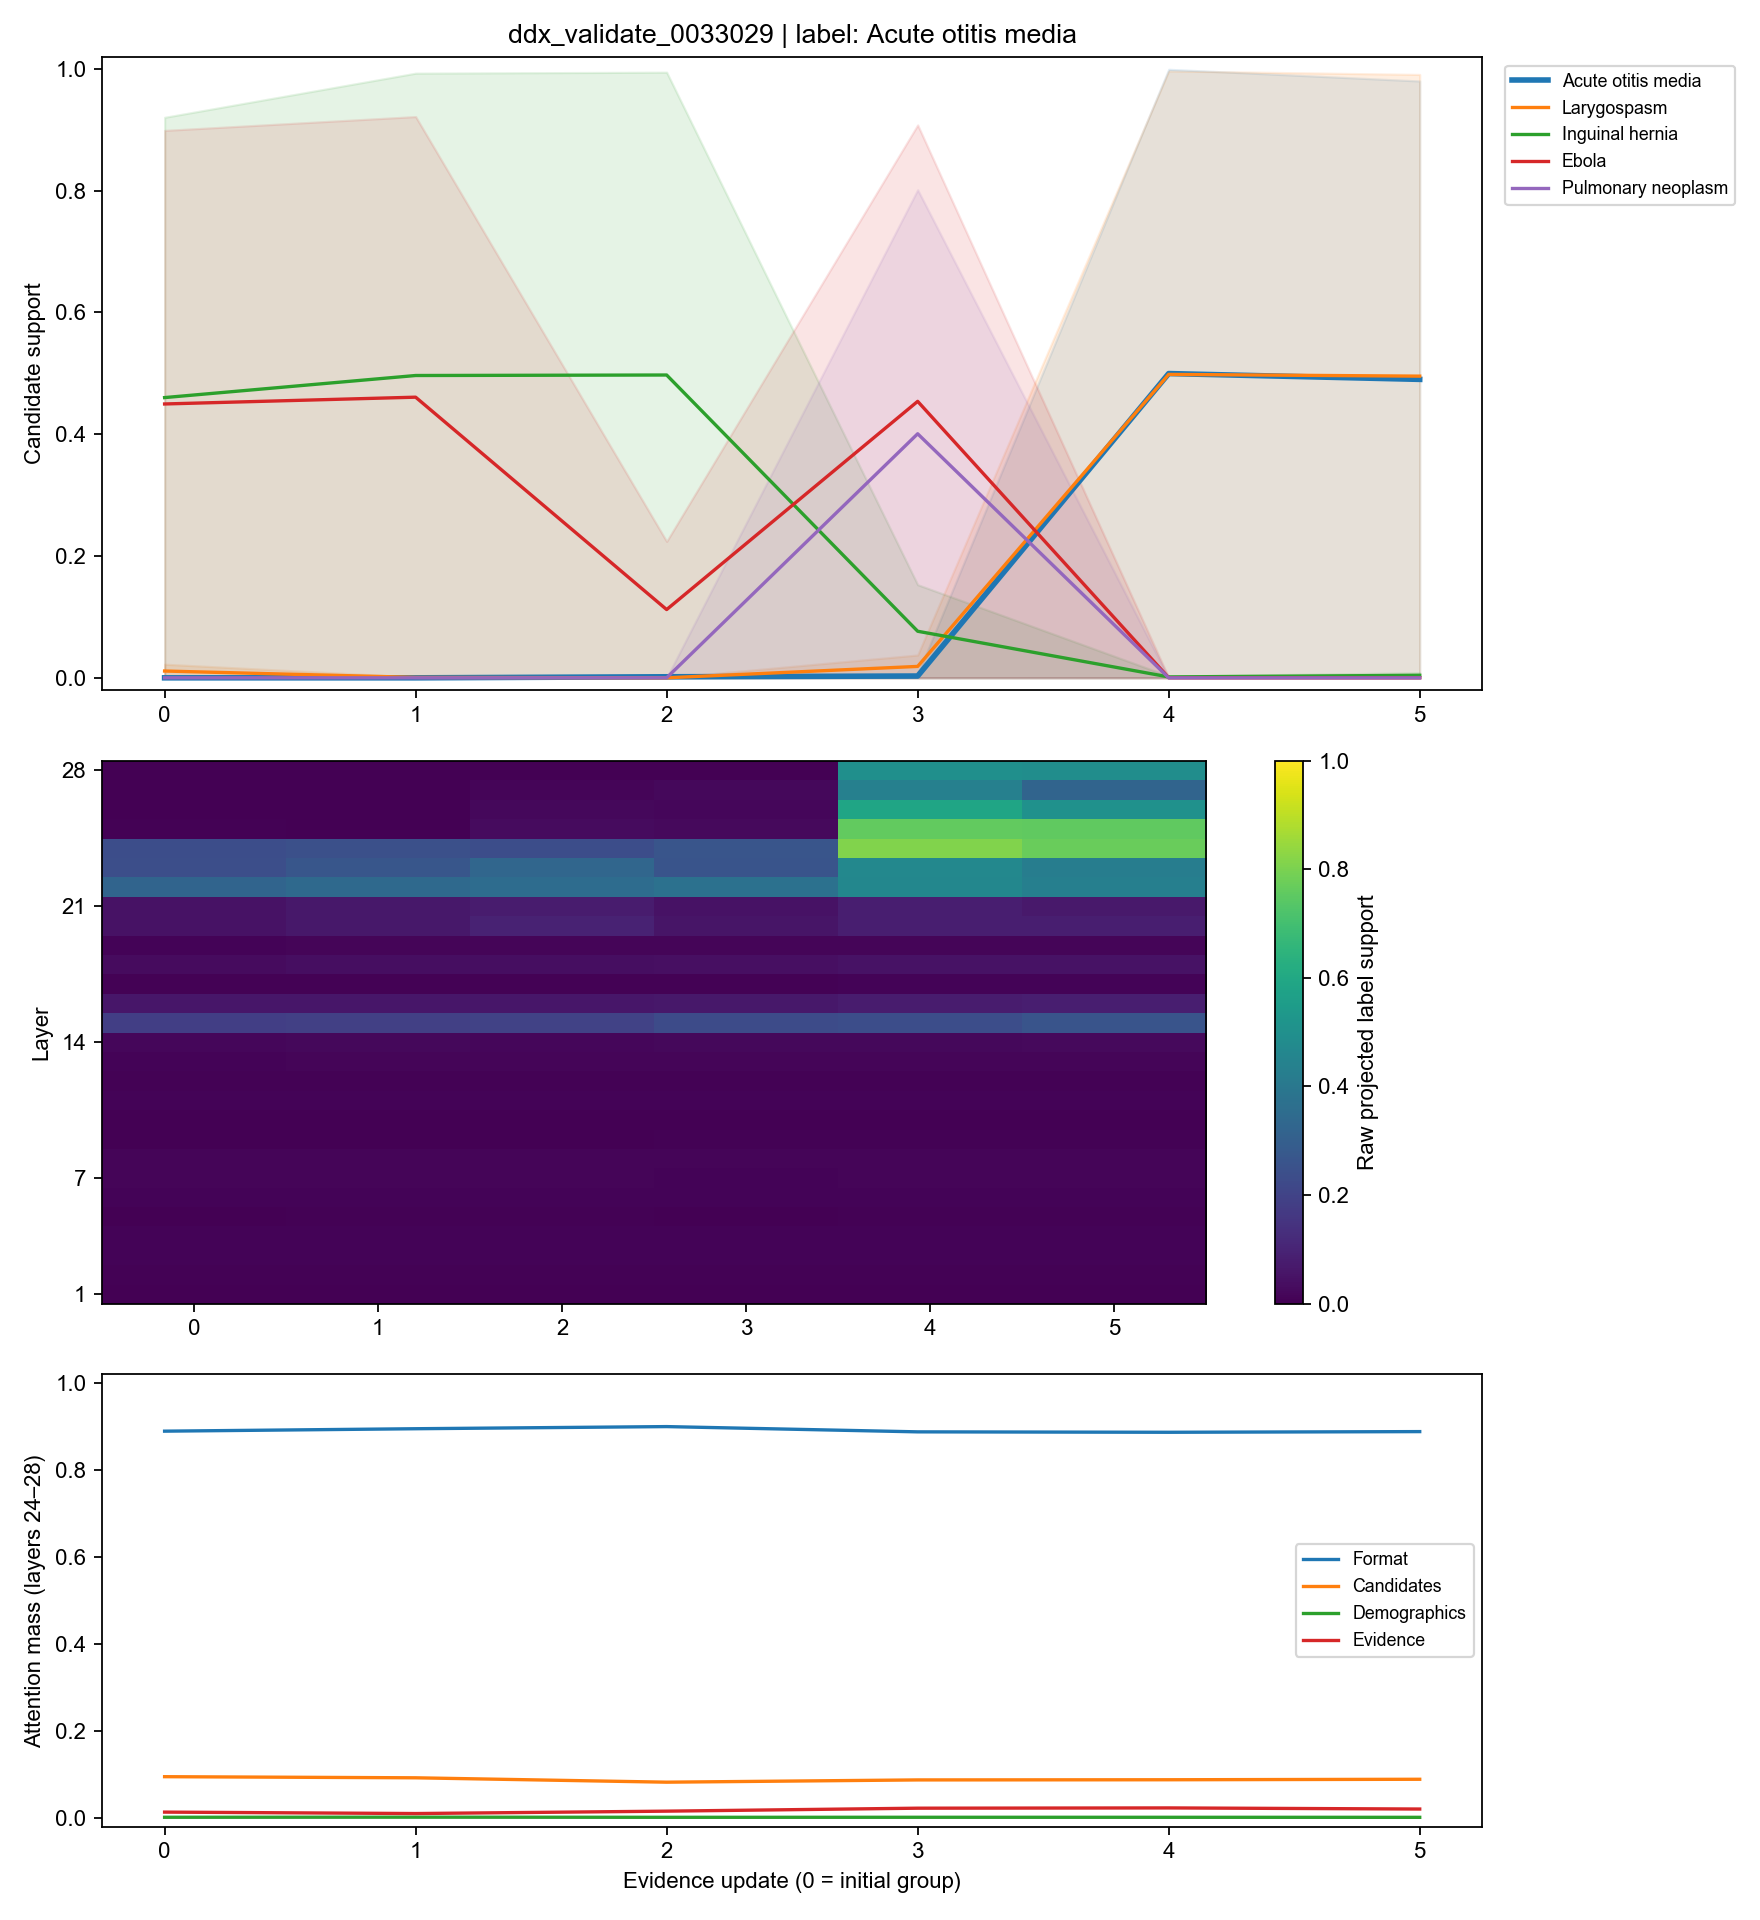 ddx_validate_0033029 | label: Acute otitis media
1.0
0.8
0.6
0.4
0.2
0.0
Candidate support
0 1 2 3 4 5
Acute otitis media
Larygospasm
Inguinal hernia
Ebola
Pulmonary neoplasm
28
21
14
7
1
Layer
0 1 2 3 4 5
1.0
0.8
0.6
0.4
0.2
0.0
Raw projected label support
1.0
0.8
0.6
0.4
0.2
0.0
Attention mass (layers 24–28)
Format
Candidates
Demographics
Evidence
0 1 2 3 4 5
Evidence update (0 = initial group)